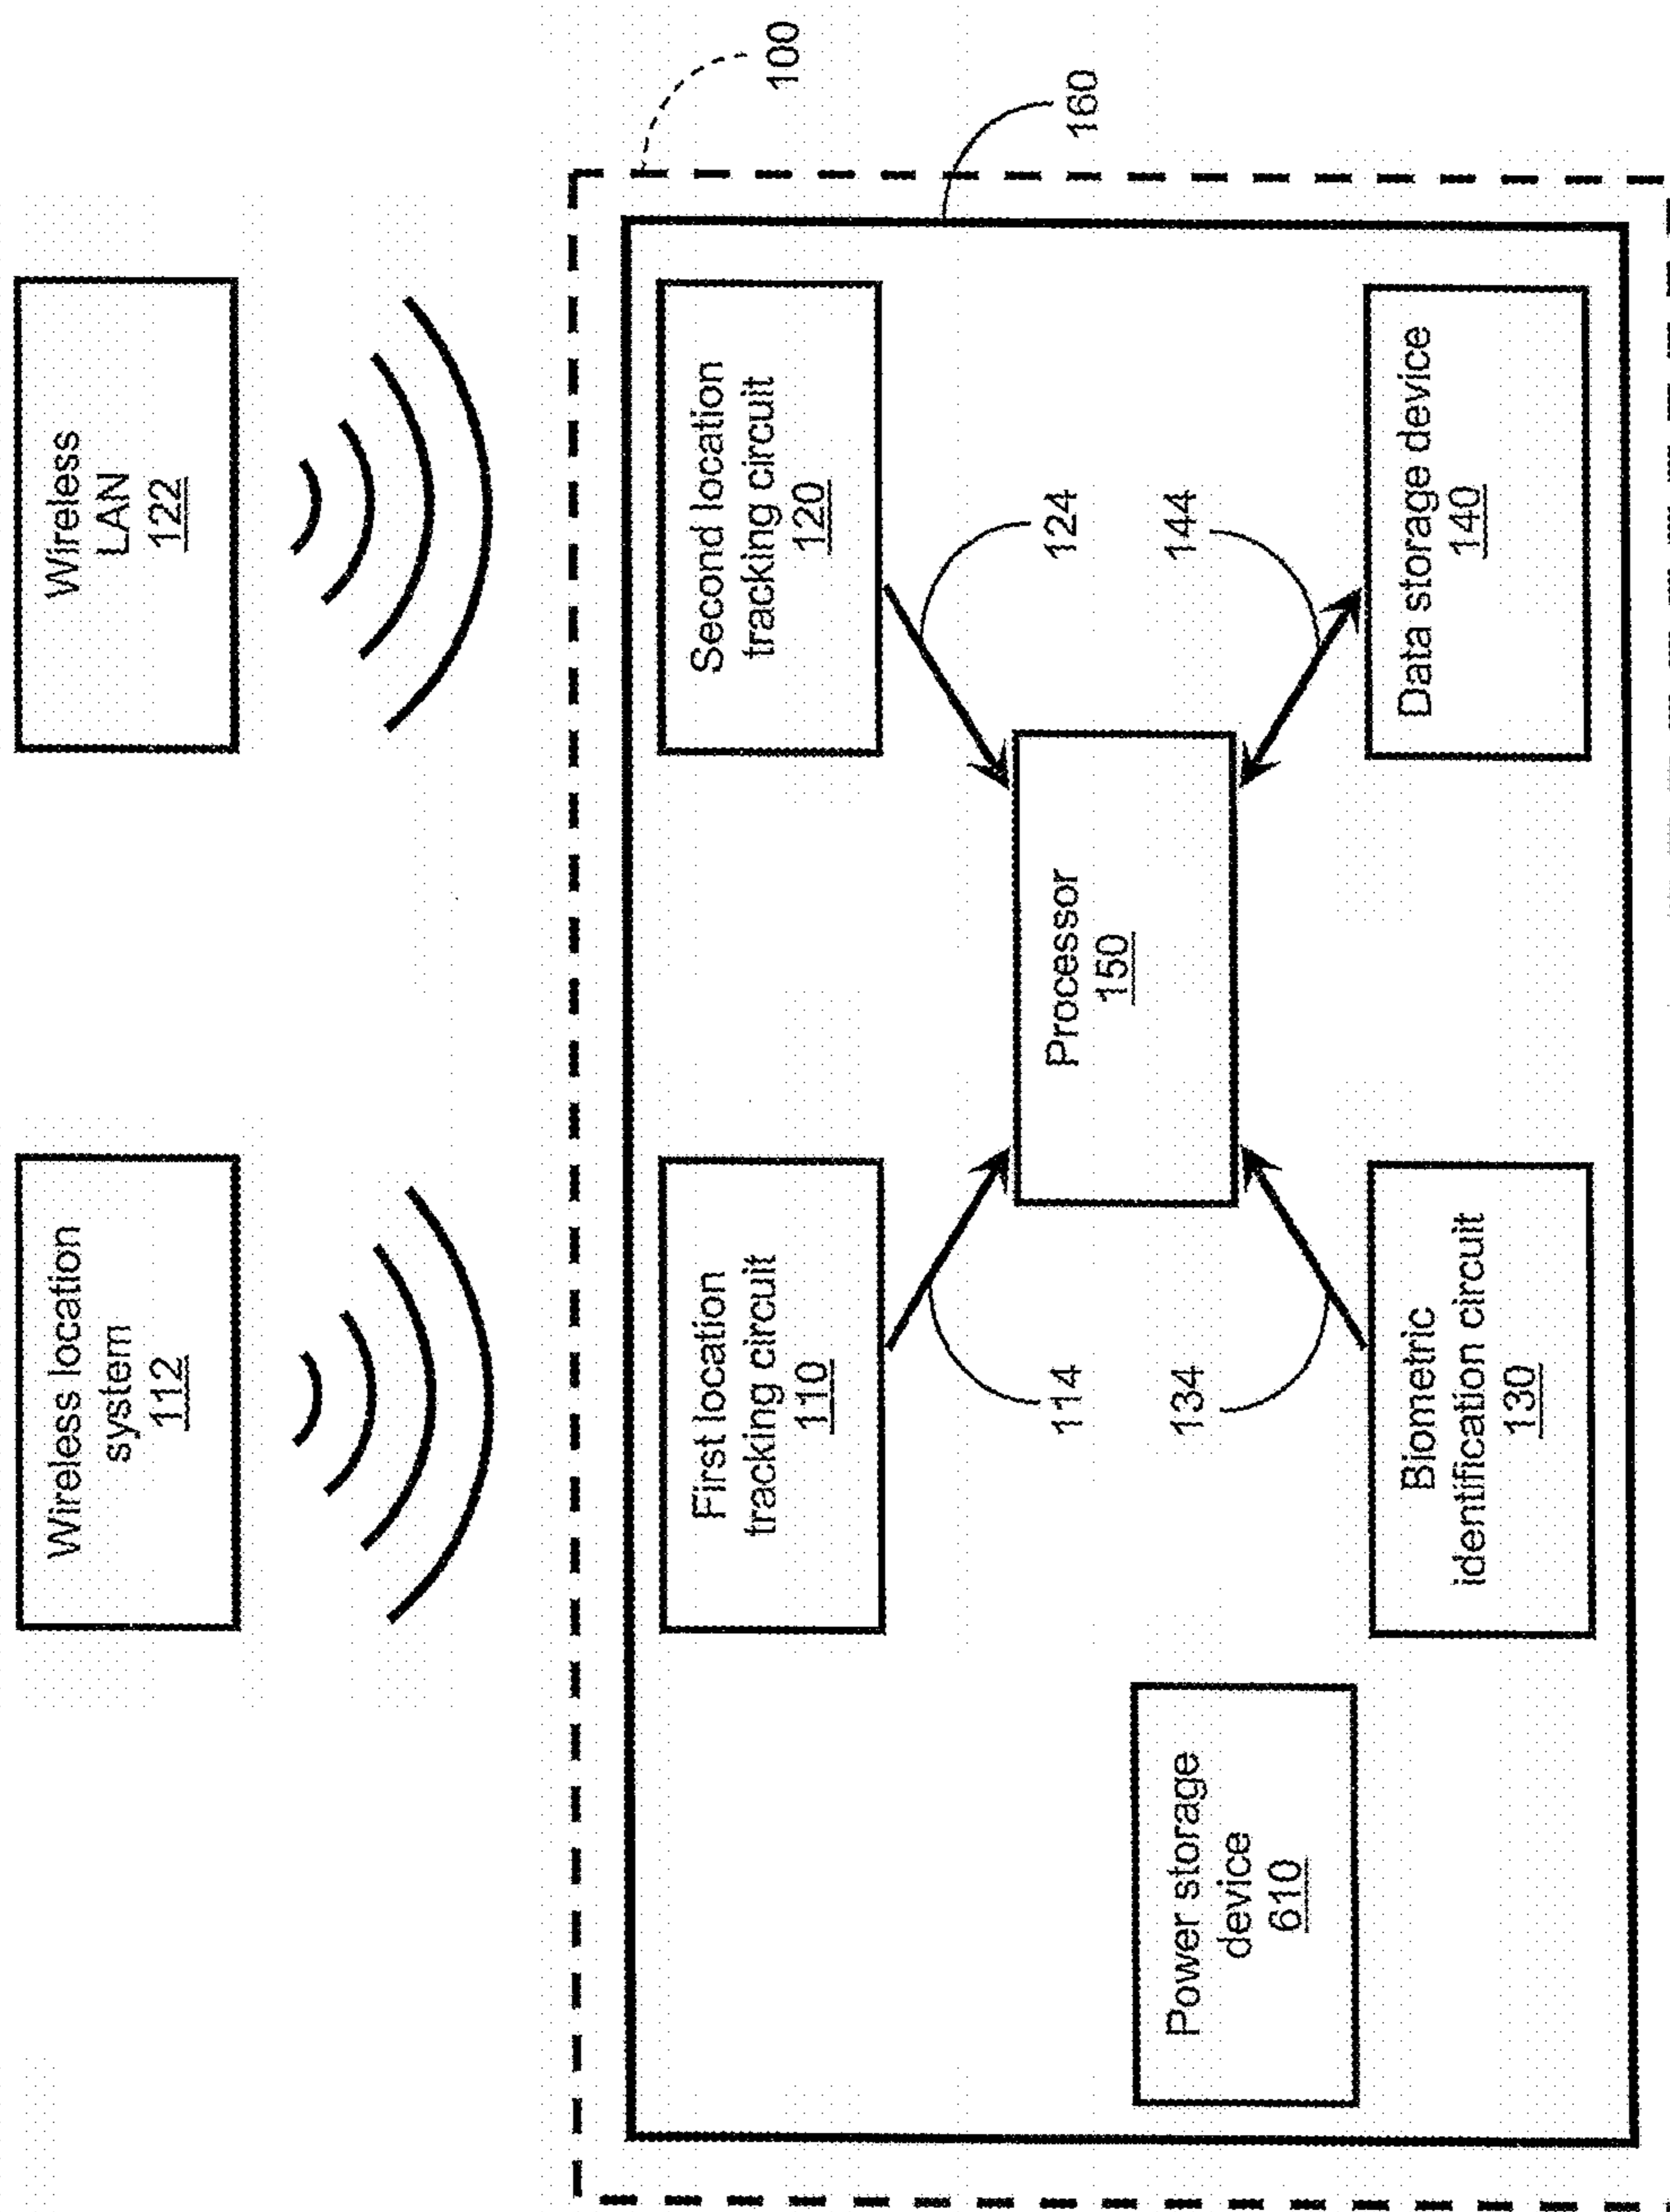 Wireless location
system
112
Wireless
LAN
122
100
160
First location
tracking circuit
110
Second location
tracking circuit
120
114
124
Processor
150
134
144
Power storage
device
610
Biometric
identification circuit
130
Data storage device
140